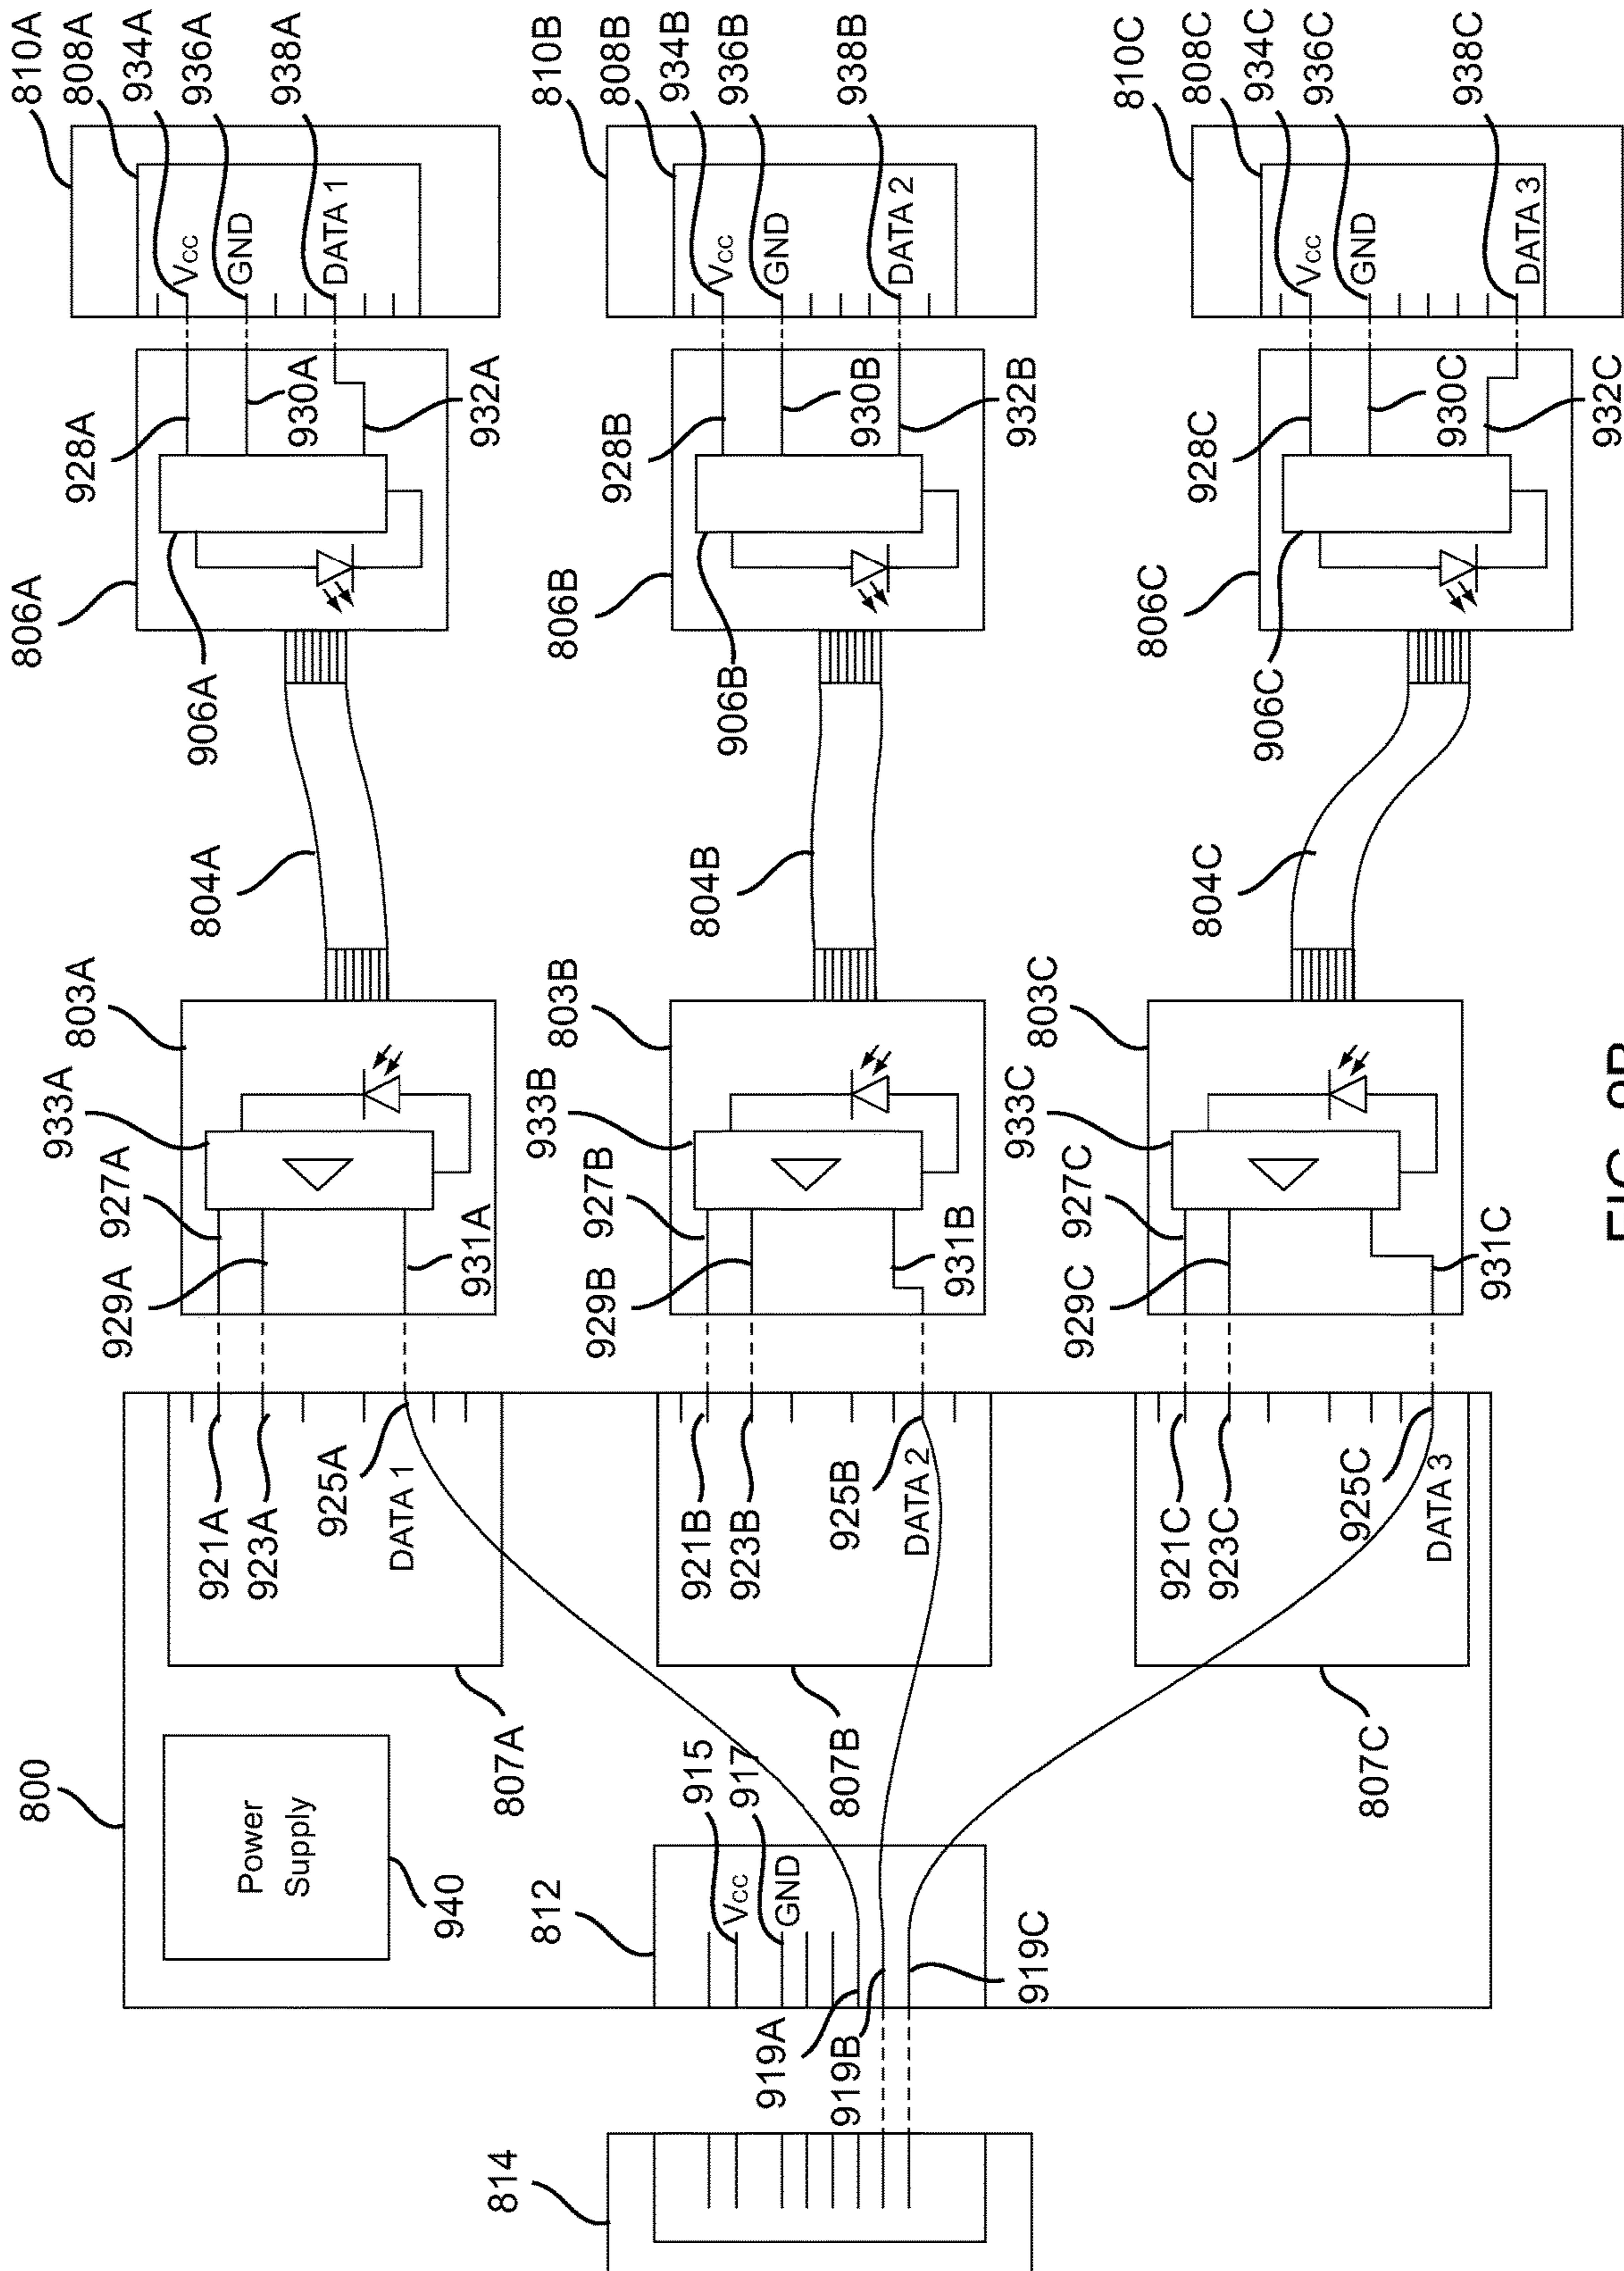 810A
808A
934A
936A
938A
Vcc
GND
DATA 1
928A
930A
932A
806A
906A
804A
803A
933A
927A
929A
931A
921A
923A
925A
DATA 1
807A
800
Power
Supply
940
810B
808B
934B
936B
938B
Vcc
GND
DATA 2
928B
930B
932B
806B
906B
804B
803B
933B
927B
929B
931B
921B
923B
925B
DATA 2
807B
915
917
Vcc
GND
812
919A
919B
919C
814
810C
808C
934C
936C
938C
Vcc
GND
DATA 3
928C
930C
932C
806C
906C
804C
803C
933C
927C
929C
931C
921C
923C
925C
DATA 3
807C